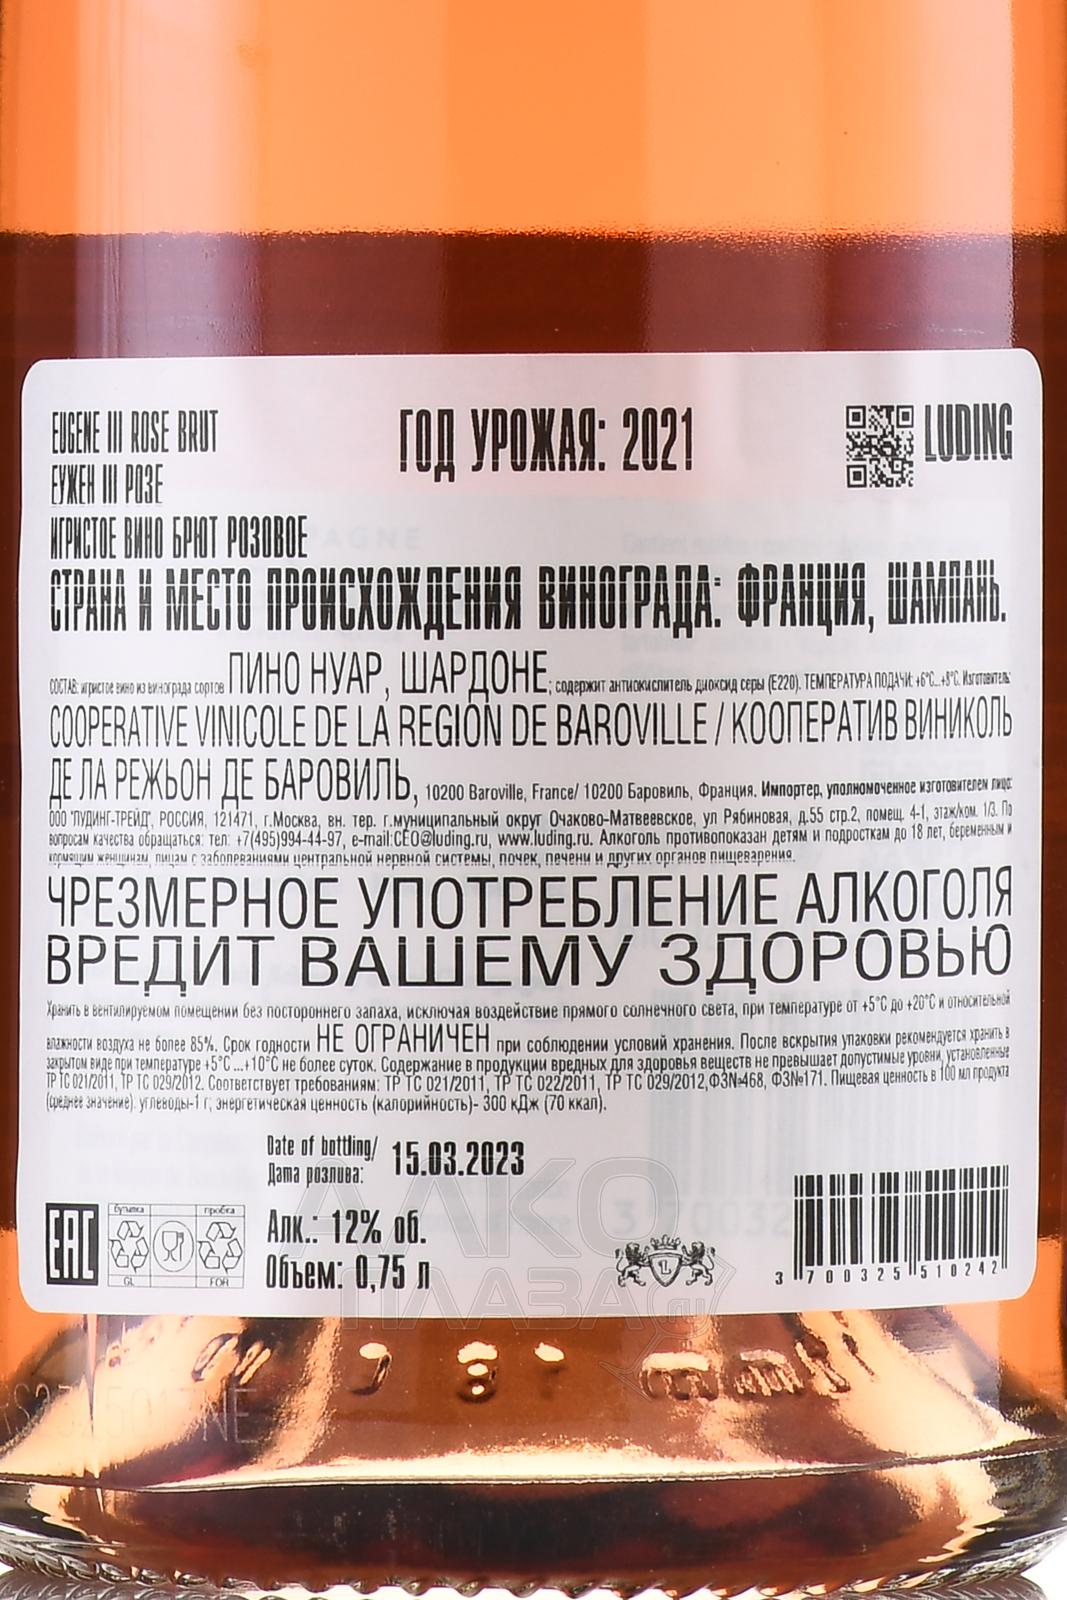 EUGENE III ROSE BRUT
ЕУЖЕН III РОЗЕ
ГОД УРОЖАЯ: 2021
LUDING
ИГРИСТОЕ ВИНО БРЮТ РОЗОВОЕ
СТРАНА И МЕСТО ПРОИСХОЖДЕНИЯ ВИНОГРАДА: ФРАНЦИЯ, ШАМПАНЬ.
СОСТАВ: игристое вино из винограда сортов ПИНО НУАР, ШАРДОНЕ; содержит антиокислитель диоксид серы (Е220). ТЕМПЕРАТУРА ПОДАЧИ: +6°С...+8°С. Изготовитель:
COOPERATIVE VINICOLE DE LA REGION DE BAROVILLE / КООПЕРАТИВ ВИНИКОЛЬ
ДЕ ЛА РЕЖЬОН ДЕ БАРОВИЛЬ, 10200 Baroville, France/ 10200 Баровиль, Франция. Импортер, уполномоченное изготовителем лицо:
ООО "ЛУДИНГ-ТРЕЙД", РОССИЯ, 121471, г.Москва, вн. тер. г.муниципальный округ Очаково-Матвеевское, ул Рябиновая, д.55 стр.2, помещ. 4-1, этаж/ком. 1/3. По
вопросам качества обращаться: тел: +7(495)994-44-97, e-mail:CEO@luding.ru, www.luding.ru. Алкоголь противопоказан детям и подросткам до 18 лет, беременным и
кормящим женщинам, лицам с заболеваниями центральной нервной системы, почек, печени и других органов пищеварения.
ЧРЕЗМЕРНОЕ УПОТРЕБЛЕНИЕ АЛКОГОЛЯ
ВРЕДИТ ВАШЕМУ ЗДОРОВЬЮ
Хранить в вентилируемом помещении без постороннего запаха, исключая воздействие прямого солнечного света, при температуре от +5°С до +20°С и относительной
влажности воздуха не более 85%. Срок годности НЕ ОГРАНИЧЕН при соблюдении условий хранения. После вскрытия упаковки рекомендуется хранить в
закрытом виде при температуре +5°С ...+10°С не более суток. Содержание в продукции вредных для здоровья веществ не превышает допустимые уровни, установленные
ТР ТС 021/2011, ТР ТС 029/2012. Соответствует требованиям: ТР ТС 021/2011, ТР ТС 022/2011, ТР ТС 029/2012,ФЗ№468, ФЗ№171. Пищевая ценность в 100 мл продукта
(среднее значение): углеводы-1 г; энергетическая ценность (калорийность)- 300 кДж (70 ккал).
Date of bottling/
Дата розлива: 15.03.2023
EAC
бутылка
пробка
GL
FOR
Алк.: 12% об.
Объем: 0,75 л
L
3 700325 510242
АЛКО
ПЛАЗА.ru